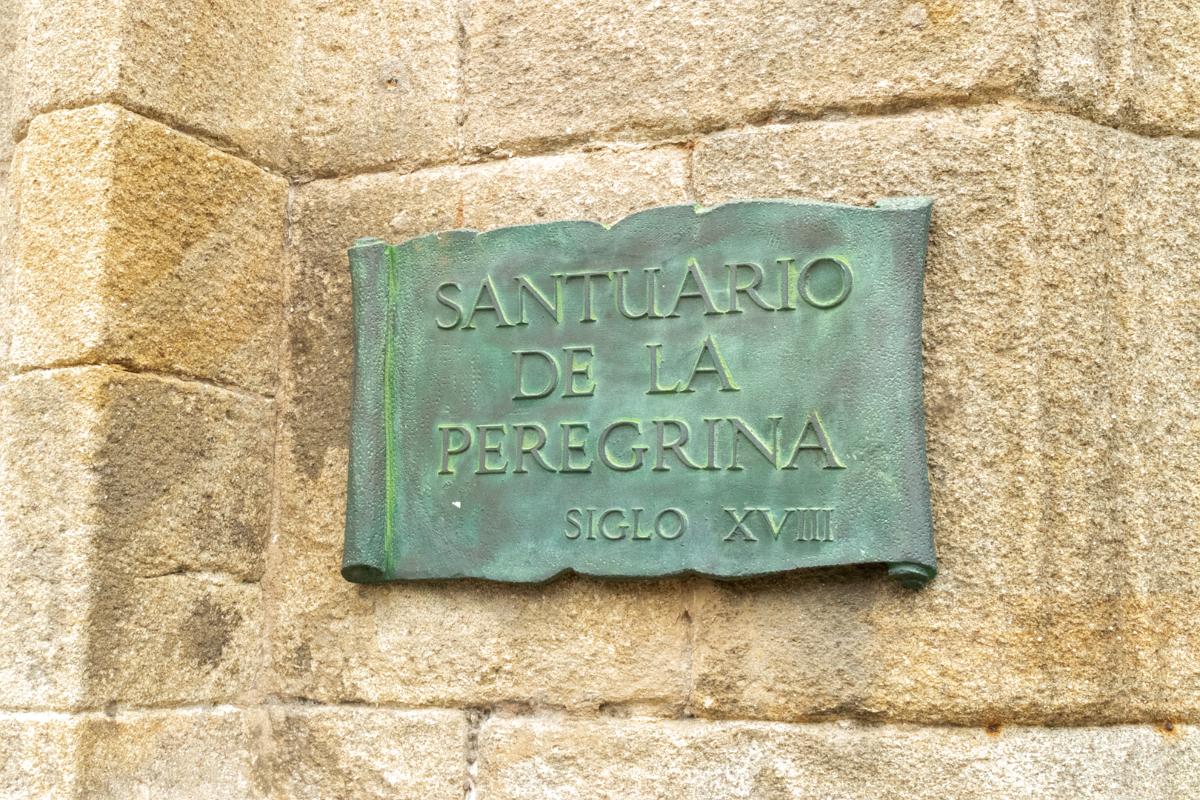 SANTUARIO
DE LA
PEREGRINA
SIGLO XVIII